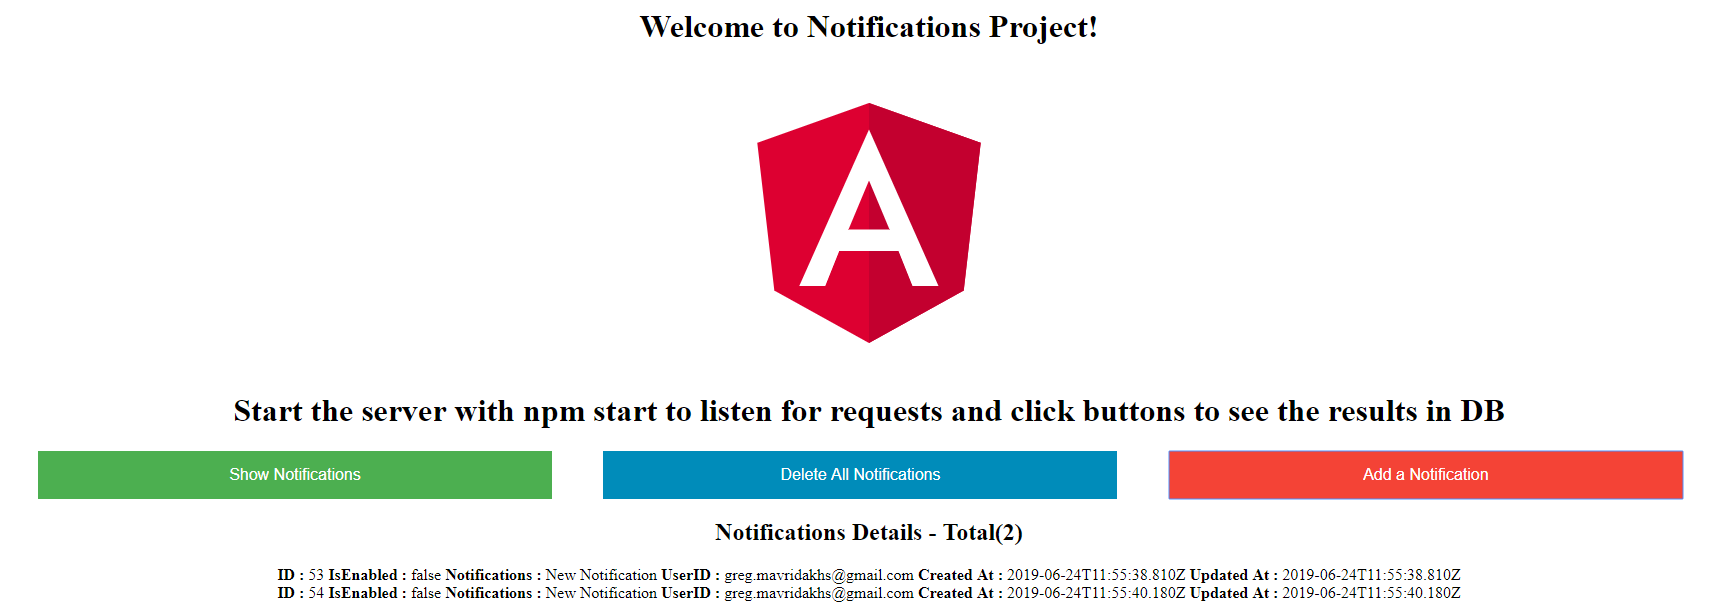 Welcome to Notifications Project!
A
Start the server with npm start to listen for requests and click buttons to see the results in DB
Show Notifications
Delete All Notifications
Add a Notification
Notifications Details - Total(2)
ID : 53 IsEnabled : false Notifications : New Notification UserID : greg.mavridakhs@gmail.com Created At : 2019-06-24T11:55:38.810Z Updated At : 2019-06-24T11:55:38.810Z
ID : 54 IsEnabled : false Notifications : New Notification UserID : greg.mavridakhs@gmail.com Created At : 2019-06-24T11:55:40.180Z Updated At : 2019-06-24T11:55:40.180Z